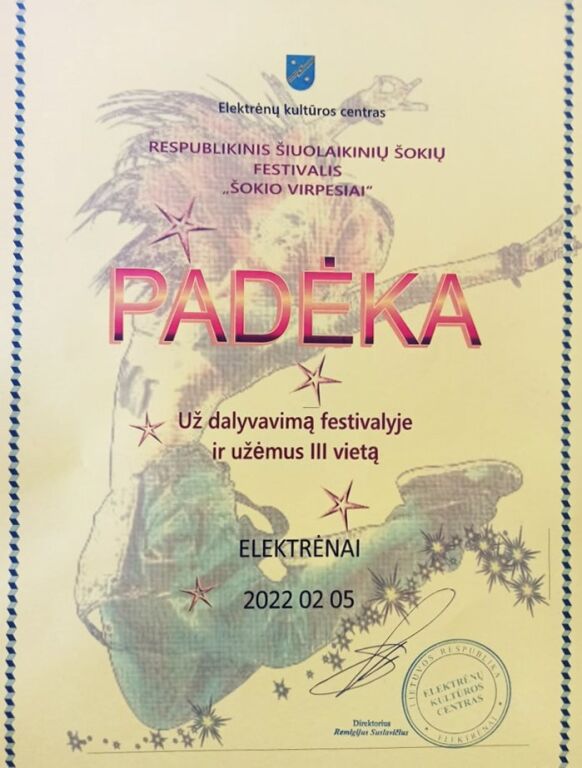 Elektrėnų kultūros centras
RESPUBLIKINIS ŠIUOLAIKINIŲ ŠOKIŲ
FESTIVALIS
„ŠOKIO VIRPESIAI“
PADĖKA
Už dalyvavimą festivalyje
ir užėmus III vietą
ELEKTRĖNAI
2022 02 05
Direktorius
Remigijus Suslavičius
LIETUVOS RESPUBLIKA
ELEKTRĖNŲ
KULTŪROS
CENTRAS
ELEKTRĖNAI